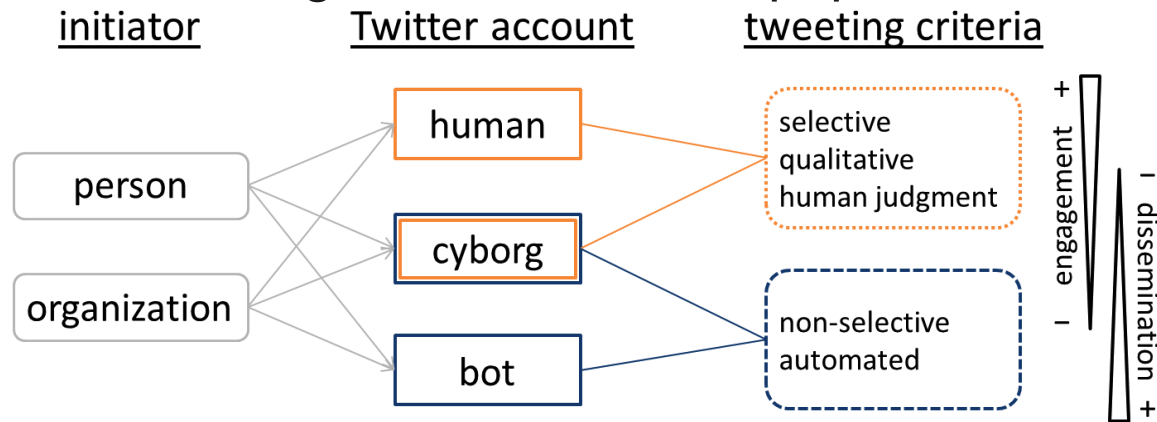 initiator
Twitter account
tweeting criteria
person
organization
human
cyborg
bot
selective
qualitative
human judgment
non-selective
automated
+
engagement
–
–
dissemination
+